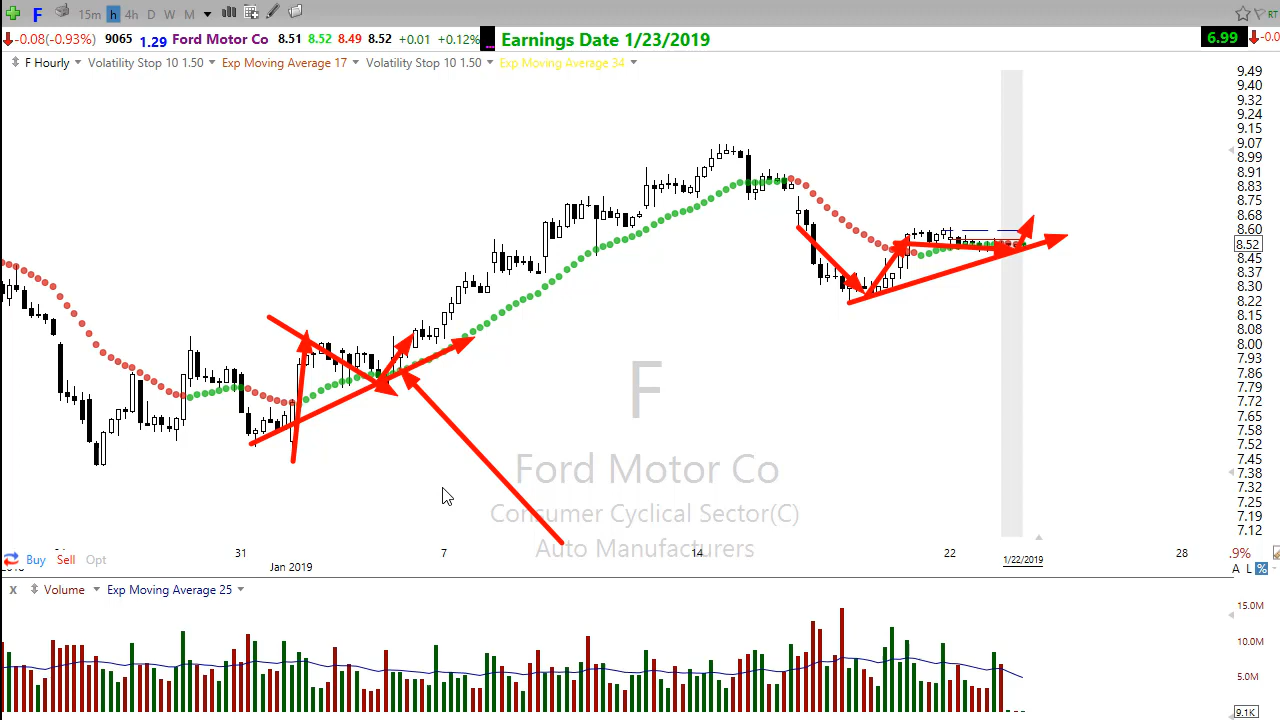 F 15m h 4h D W M RT
-0.08(-0.93%) 9065 1.29 Ford Motor Co 8.51 8.52 8.49 8.52 +0.01 +0.12% Earnings Date 1/23/2019 6.99 -0.0
F Hourly Volatility Stop 10 1.50 Exp Moving Average 17 Volatility Stop 10 1.50 Exp Moving Average 34
9.49
9.40
9.32
9.24
9.15
9.07
8.99
8.91
8.83
8.75
8.68
8.60
8.52
8.45
8.37
8.30
8.22
8.15
8.08
8.00
7.93
7.86
7.79
7.72
7.65
7.58
7.52
7.45
7.38
7.32
7.25
7.19
7.12
F
Ford Motor Co
Consumer Cyclical Sector(C)
Auto Manufacturers
31 7 14 22 28 .9%
Buy Sell Opt
Jan 2019 1/22/2019 A L %
X Volume Exp Moving Average 25
15.0M
10.0M
5.0M
9.1K